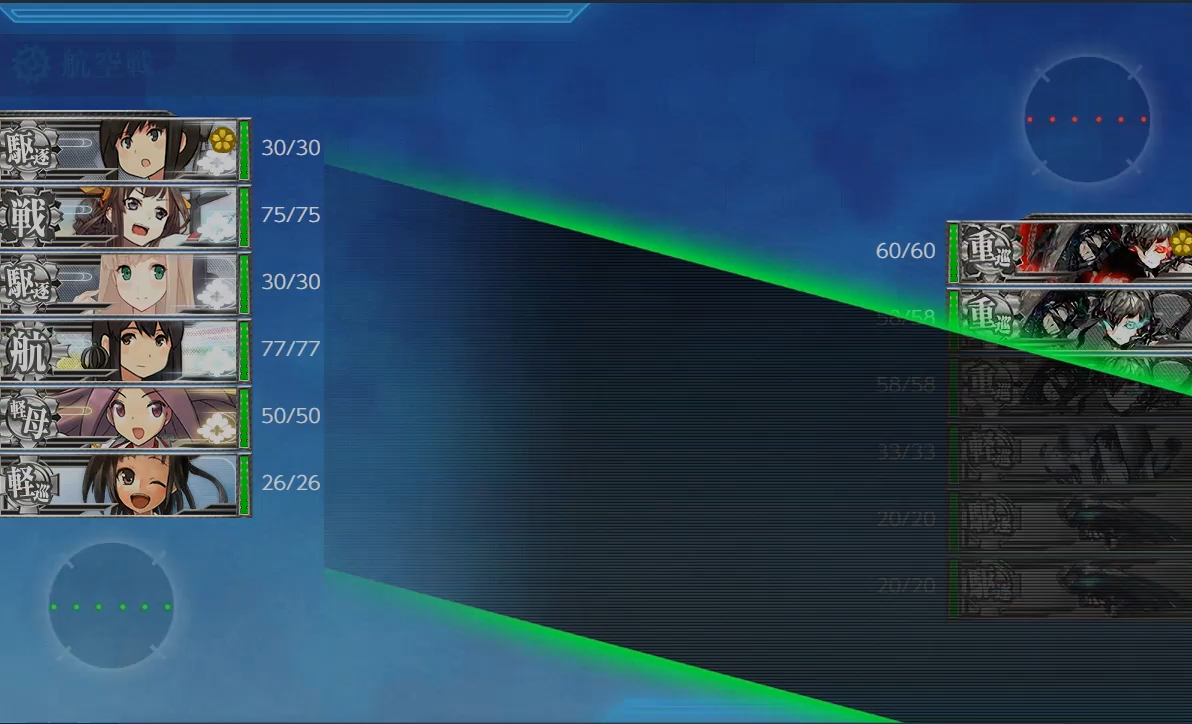 航空戦
駆逐
30/30
戦
75/75
駆逐
30/30
航
77/77
軽母
50/50
軽巡
26/26
60/60
重巡
58/58
重巡
58/58
重巡
33/33
軽巡
20/20
駆逐
20/20
駆逐